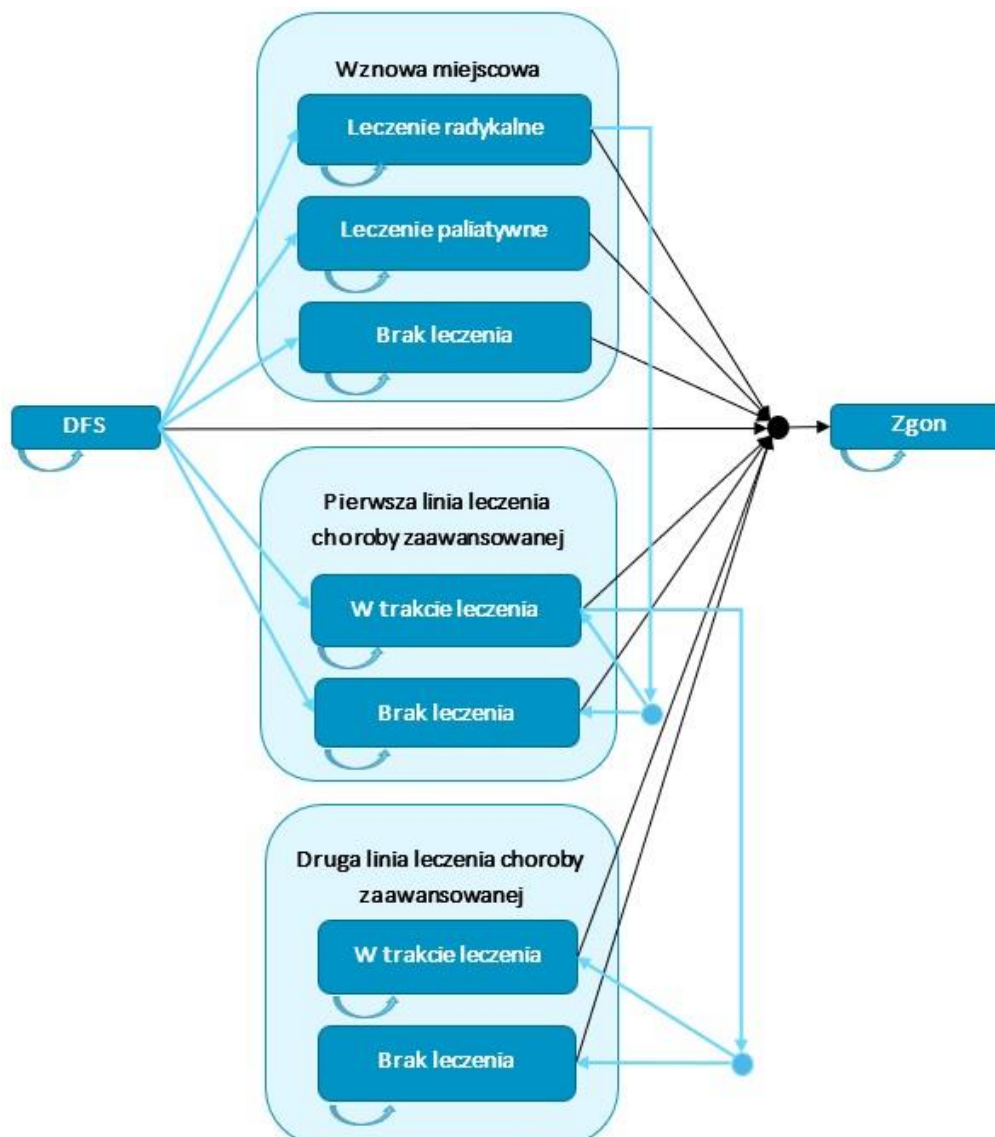 Wznowa miejscowa
Leczenie radykalne
Leczenie paliatywne
Brak leczenia
DFS
Zgon
Pierwsza linia leczenia
choroby zaawansowanej
W trakcie leczenia
Brak leczenia
Druga linia leczenia choroby
zaawansowanej
W trakcie leczenia
Brak leczenia